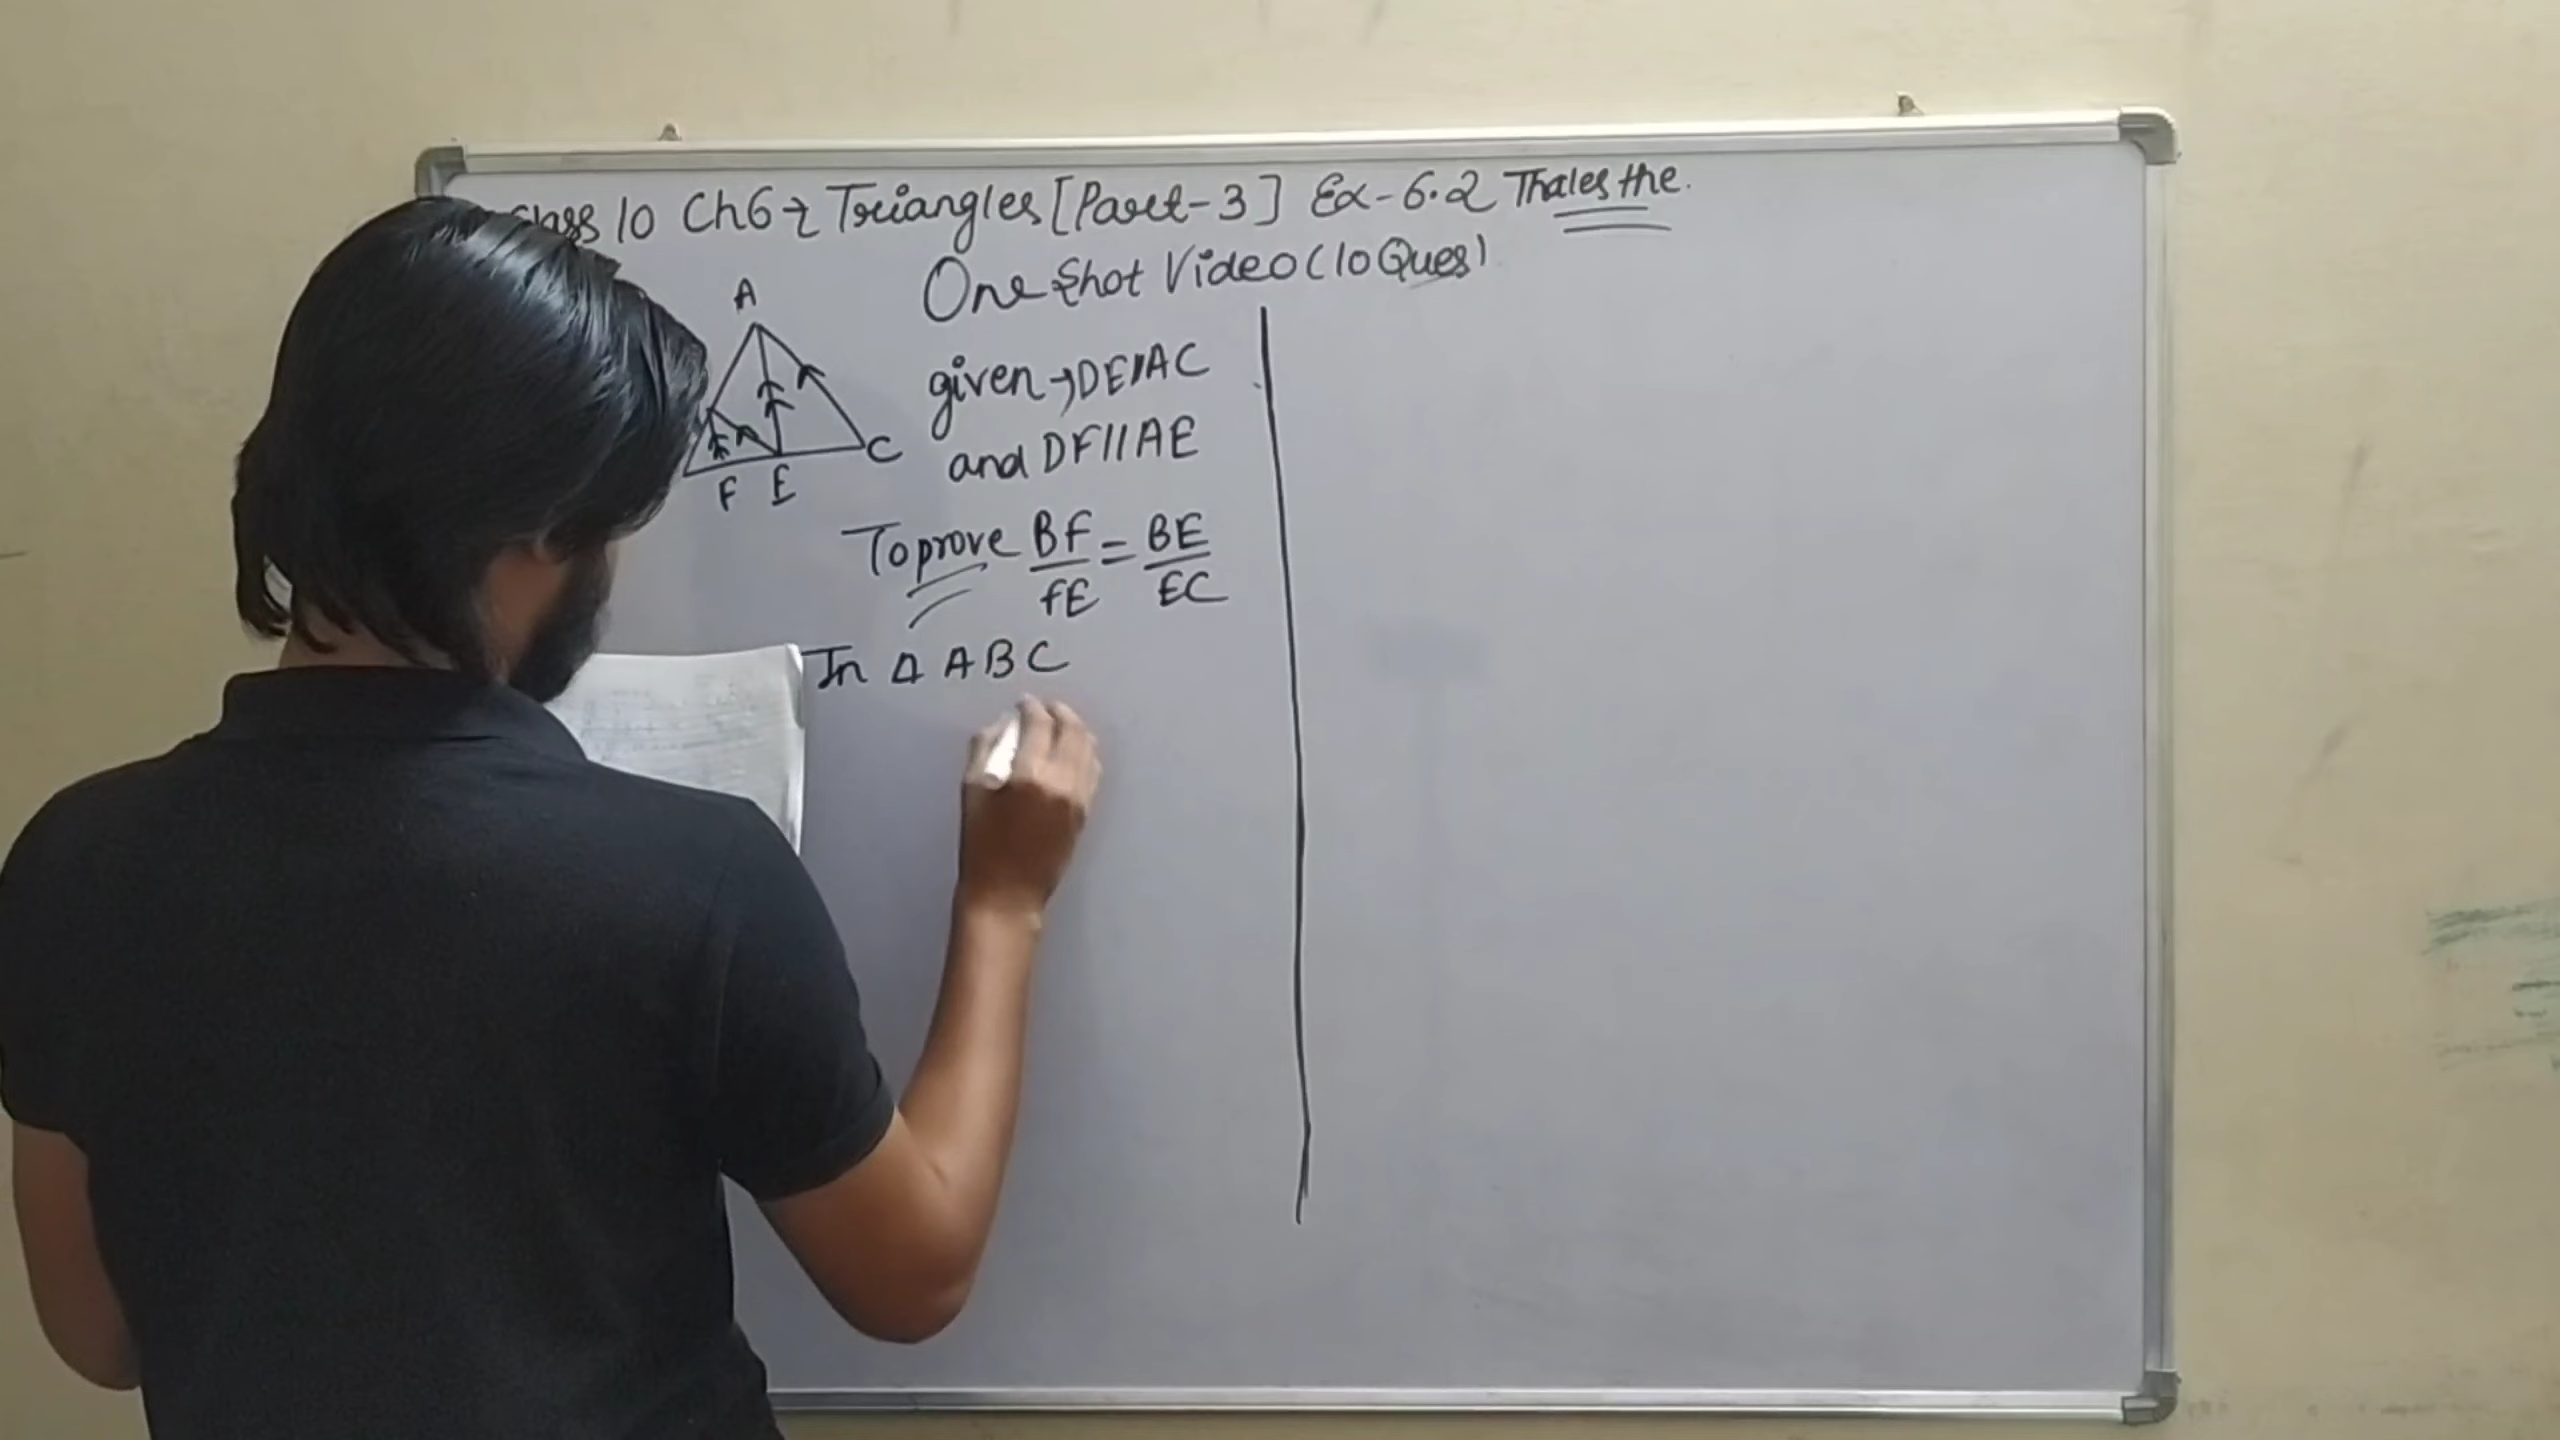 Class 10 Ch6 → Triangles [Part-3] Ex-6.2 Thales the.
One Shot Video (10 Ques)
A
C
F E
given → DE||AC
and DF||AE
To prove BF/FE = BE/EC
In Δ ABC